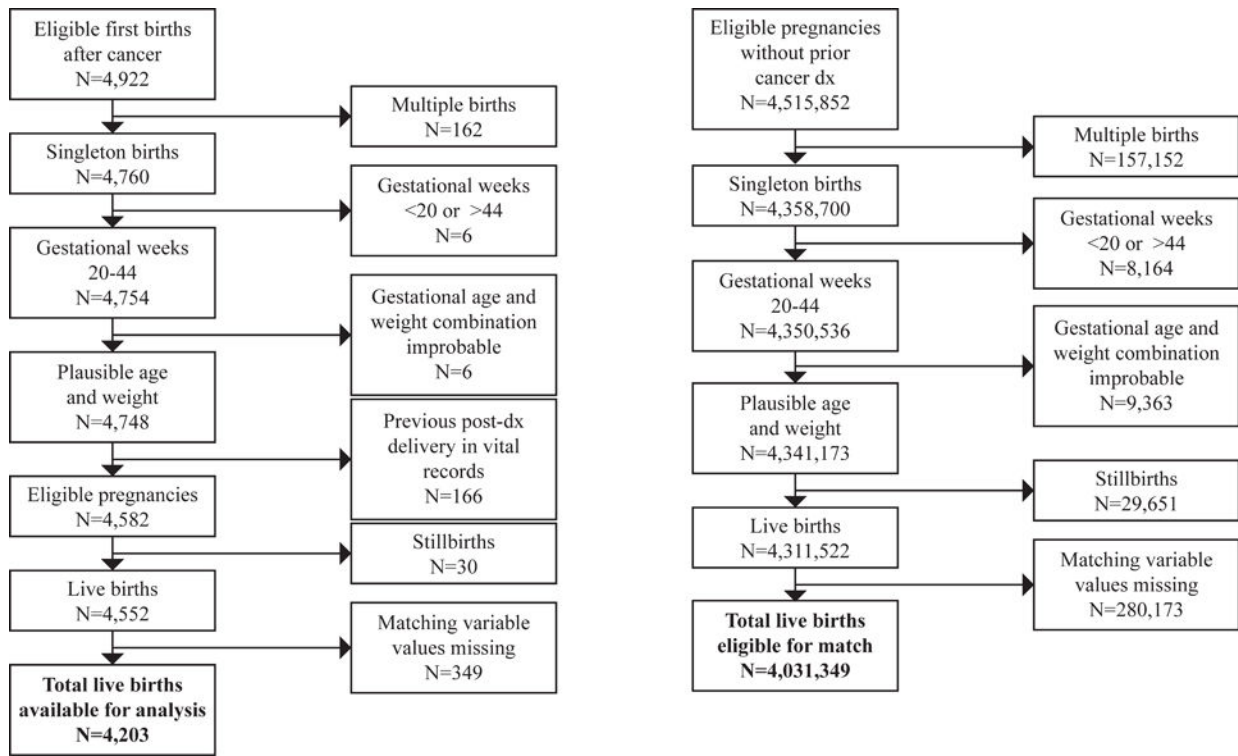 Eligible first births
after cancer
N=4,922
Multiple births
N=162
Singleton births
N=4,760
Gestational weeks
<20 or >44
N=6
Gestational weeks
20-44
N=4,754
Gestational age and
weight combination
improbable
N=6
Plausible age
and weight
N=4,748
Previous post-dx
delivery in vital
records
N=166
Eligible pregnancies
N=4,582
Stillbirths
N=30
Live births
N=4,552
Matching variable
values missing
N=349
Total live births
available for analysis
N=4,203
Eligible pregnancies
without prior
cancer dx
N=4,515,852
Multiple births
N=157,152
Singleton births
N=4,358,700
Gestational weeks
<20 or >44
N=8,164
Gestational weeks
20-44
N=4,350,536
Gestational age and
weight combination
improbable
N=9,363
Plausible age
and weight
N=4,341,173
Stillbirths
N=29,651
Live births
N=4,311,522
Matching variable
values missing
N=280,173
Total live births
eligible for match
N=4,031,349